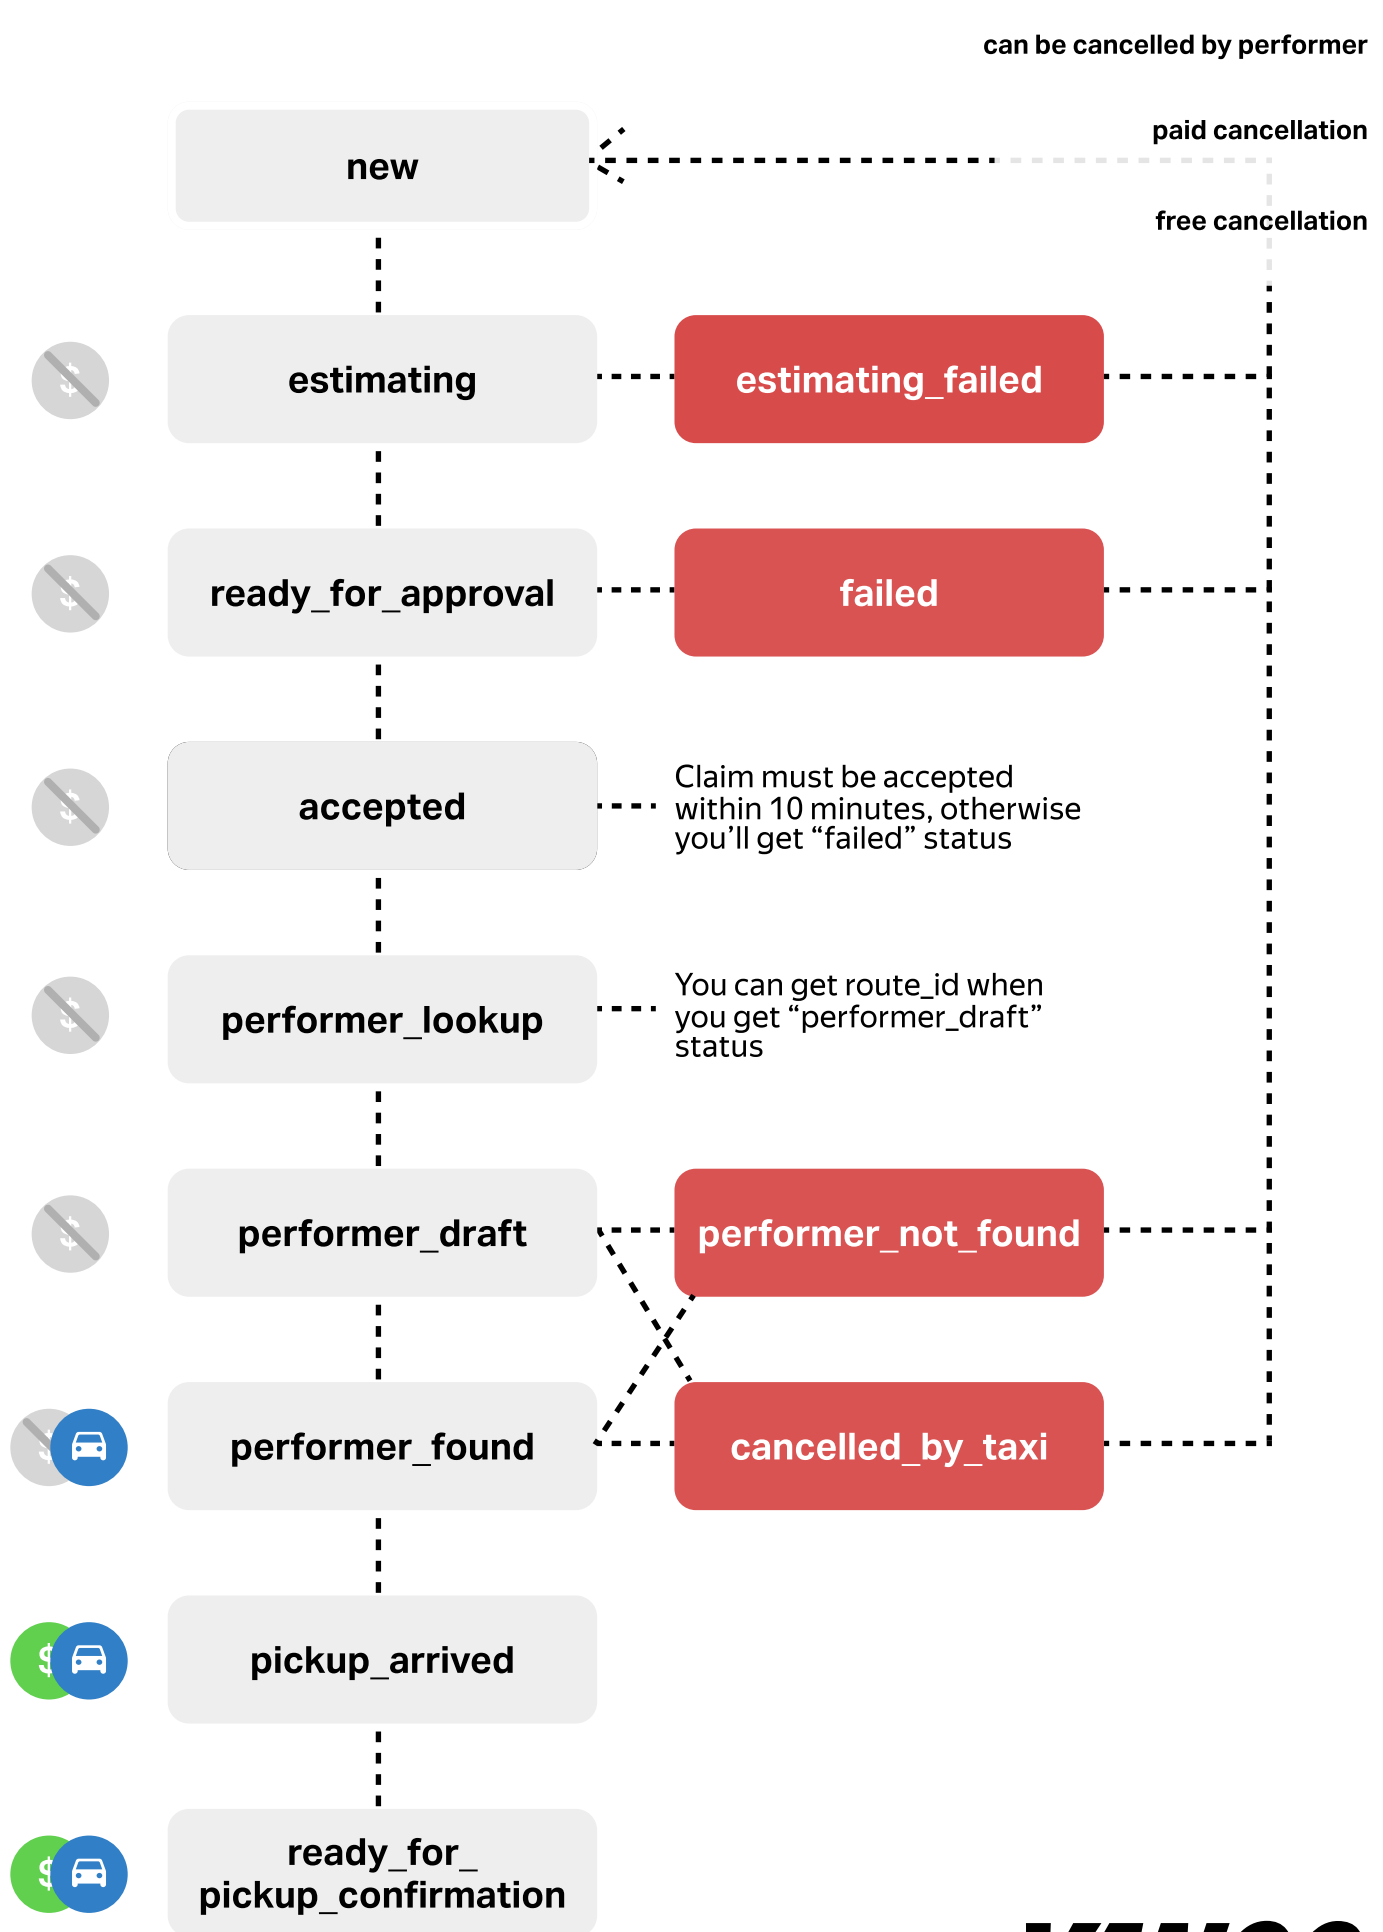 can be cancelled by performer
new
paid cancellation
free cancellation
$
estimating
estimating_failed
$
ready_for_approval
failed
$
accepted
Claim must be accepted
within 10 minutes, otherwise
you’ll get “failed” status
$
performer_lookup
You can get route_id when
you get “performer_draft”
status
$
performer_draft
performer_not_found
$
performer_found
cancelled_by_taxi
$
pickup_arrived
$
ready_for_
pickup_confirmation